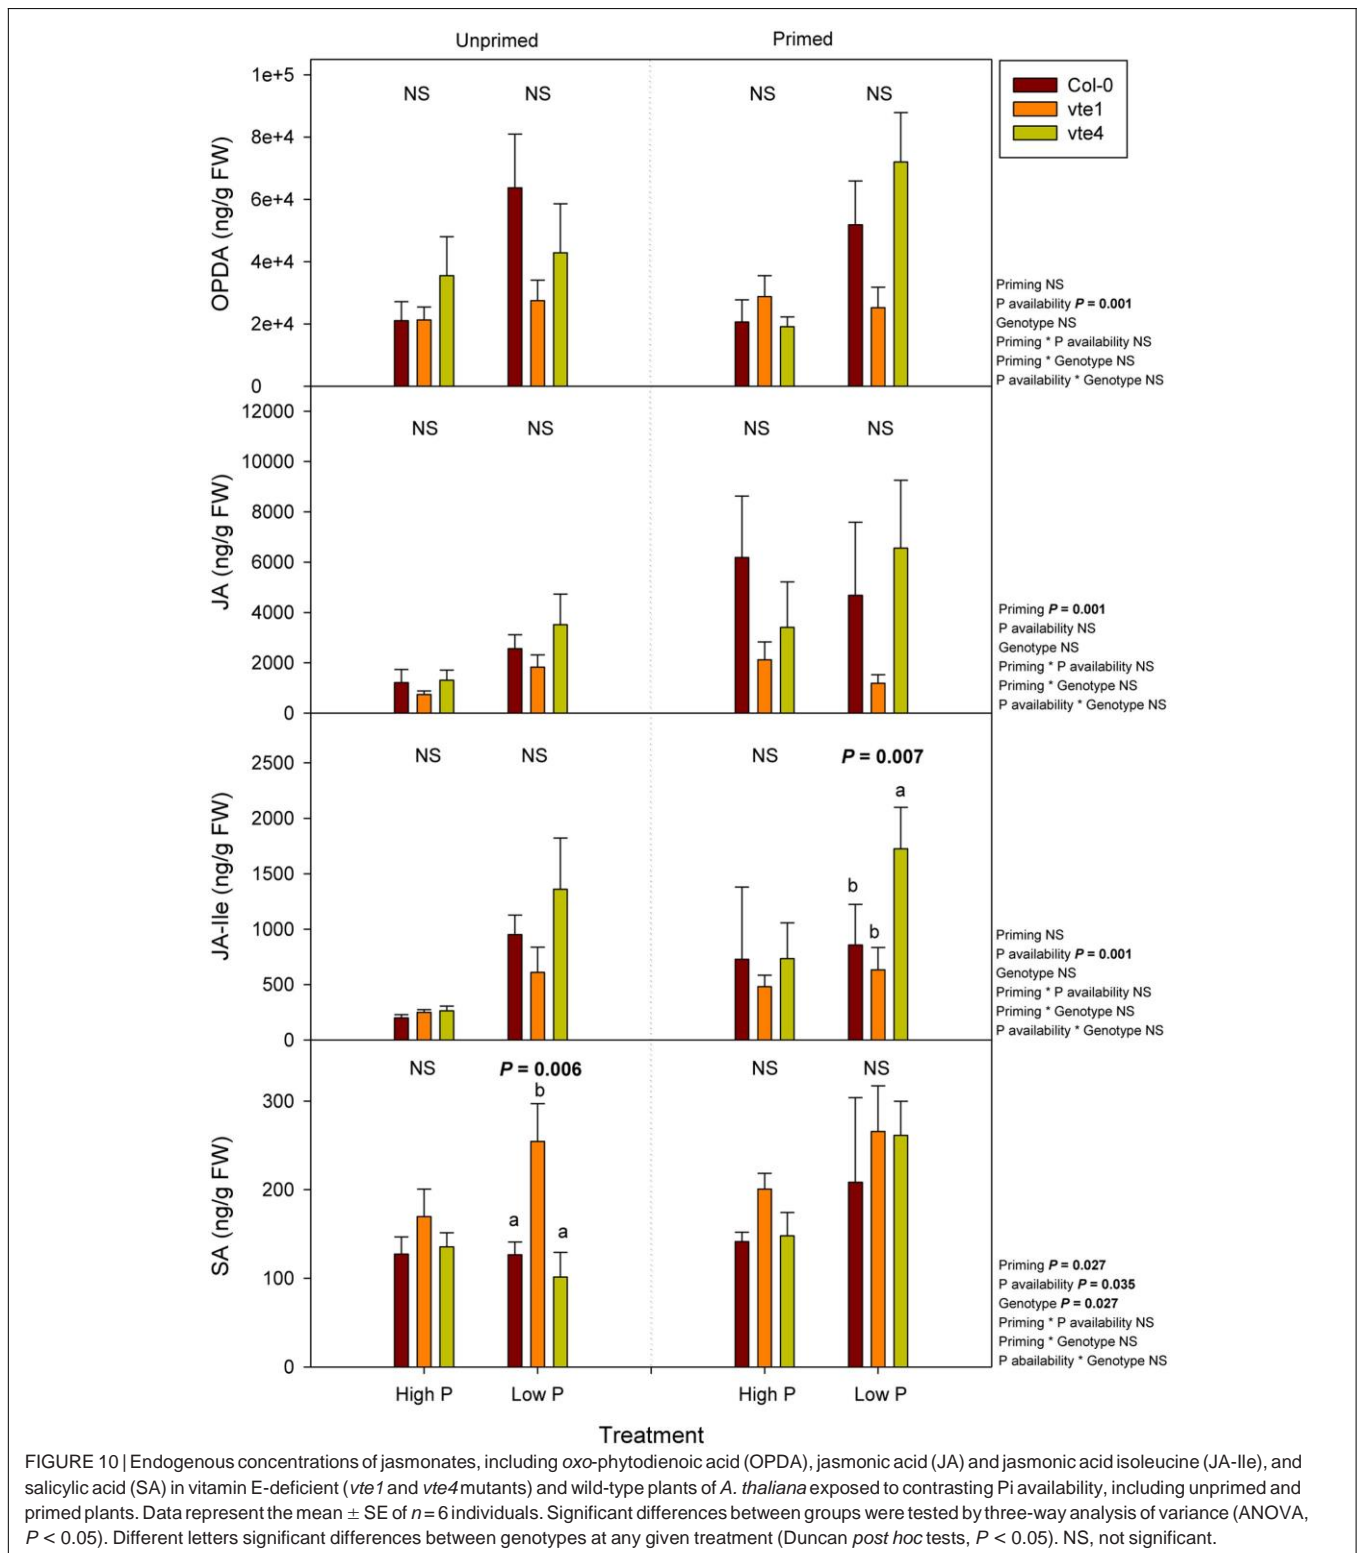 Unprimed Primed
Col-0
vte1
vte4
OPDA (ng/g FW)
1e+5
8e+4
6e+4
4e+4
2e+4
0
NS NS NS NS
Priming NS
P availability P = 0.001
Genotype NS
Priming * P availability NS
Priming * Genotype NS
P availability * Genotype NS
JA (ng/g FW)
12000
10000
8000
6000
4000
2000
0
NS NS NS NS
Priming P = 0.001
P availability NS
Genotype NS
Priming * P availability NS
Priming * Genotype NS
P availability * Genotype NS
JA-Ile (ng/g FW)
2500
2000
1500
1000
500
0
NS NS NS P = 0.007
b b a
Priming NS
P availability P = 0.001
Genotype NS
Priming * P availability NS
Priming * Genotype NS
P availability * Genotype NS
SA (ng/g FW)
300
200
100
0
NS P = 0.006 NS NS
a b a
Priming P = 0.027
P availability P = 0.035
Genotype P = 0.027
Priming * P availability NS
Priming * Genotype NS
P abailability * Genotype NS
High P Low P High P Low P
Treatment
FIGURE 10 | Endogenous concentrations of jasmonates, including oxo-phytodienoic acid (OPDA), jasmonic acid (JA) and jasmonic acid isoleucine (JA-Ile), and
salicylic acid (SA) in vitamin E-deficient (vte1 and vte4 mutants) and wild-type plants of A. thaliana exposed to contrasting Pi availability, including unprimed and
primed plants. Data represent the mean ± SE of n = 6 individuals. Significant differences between groups were tested by three-way analysis of variance (ANOVA,
P < 0.05). Different letters significant differences between genotypes at any given treatment (Duncan post hoc tests, P < 0.05). NS, not significant.